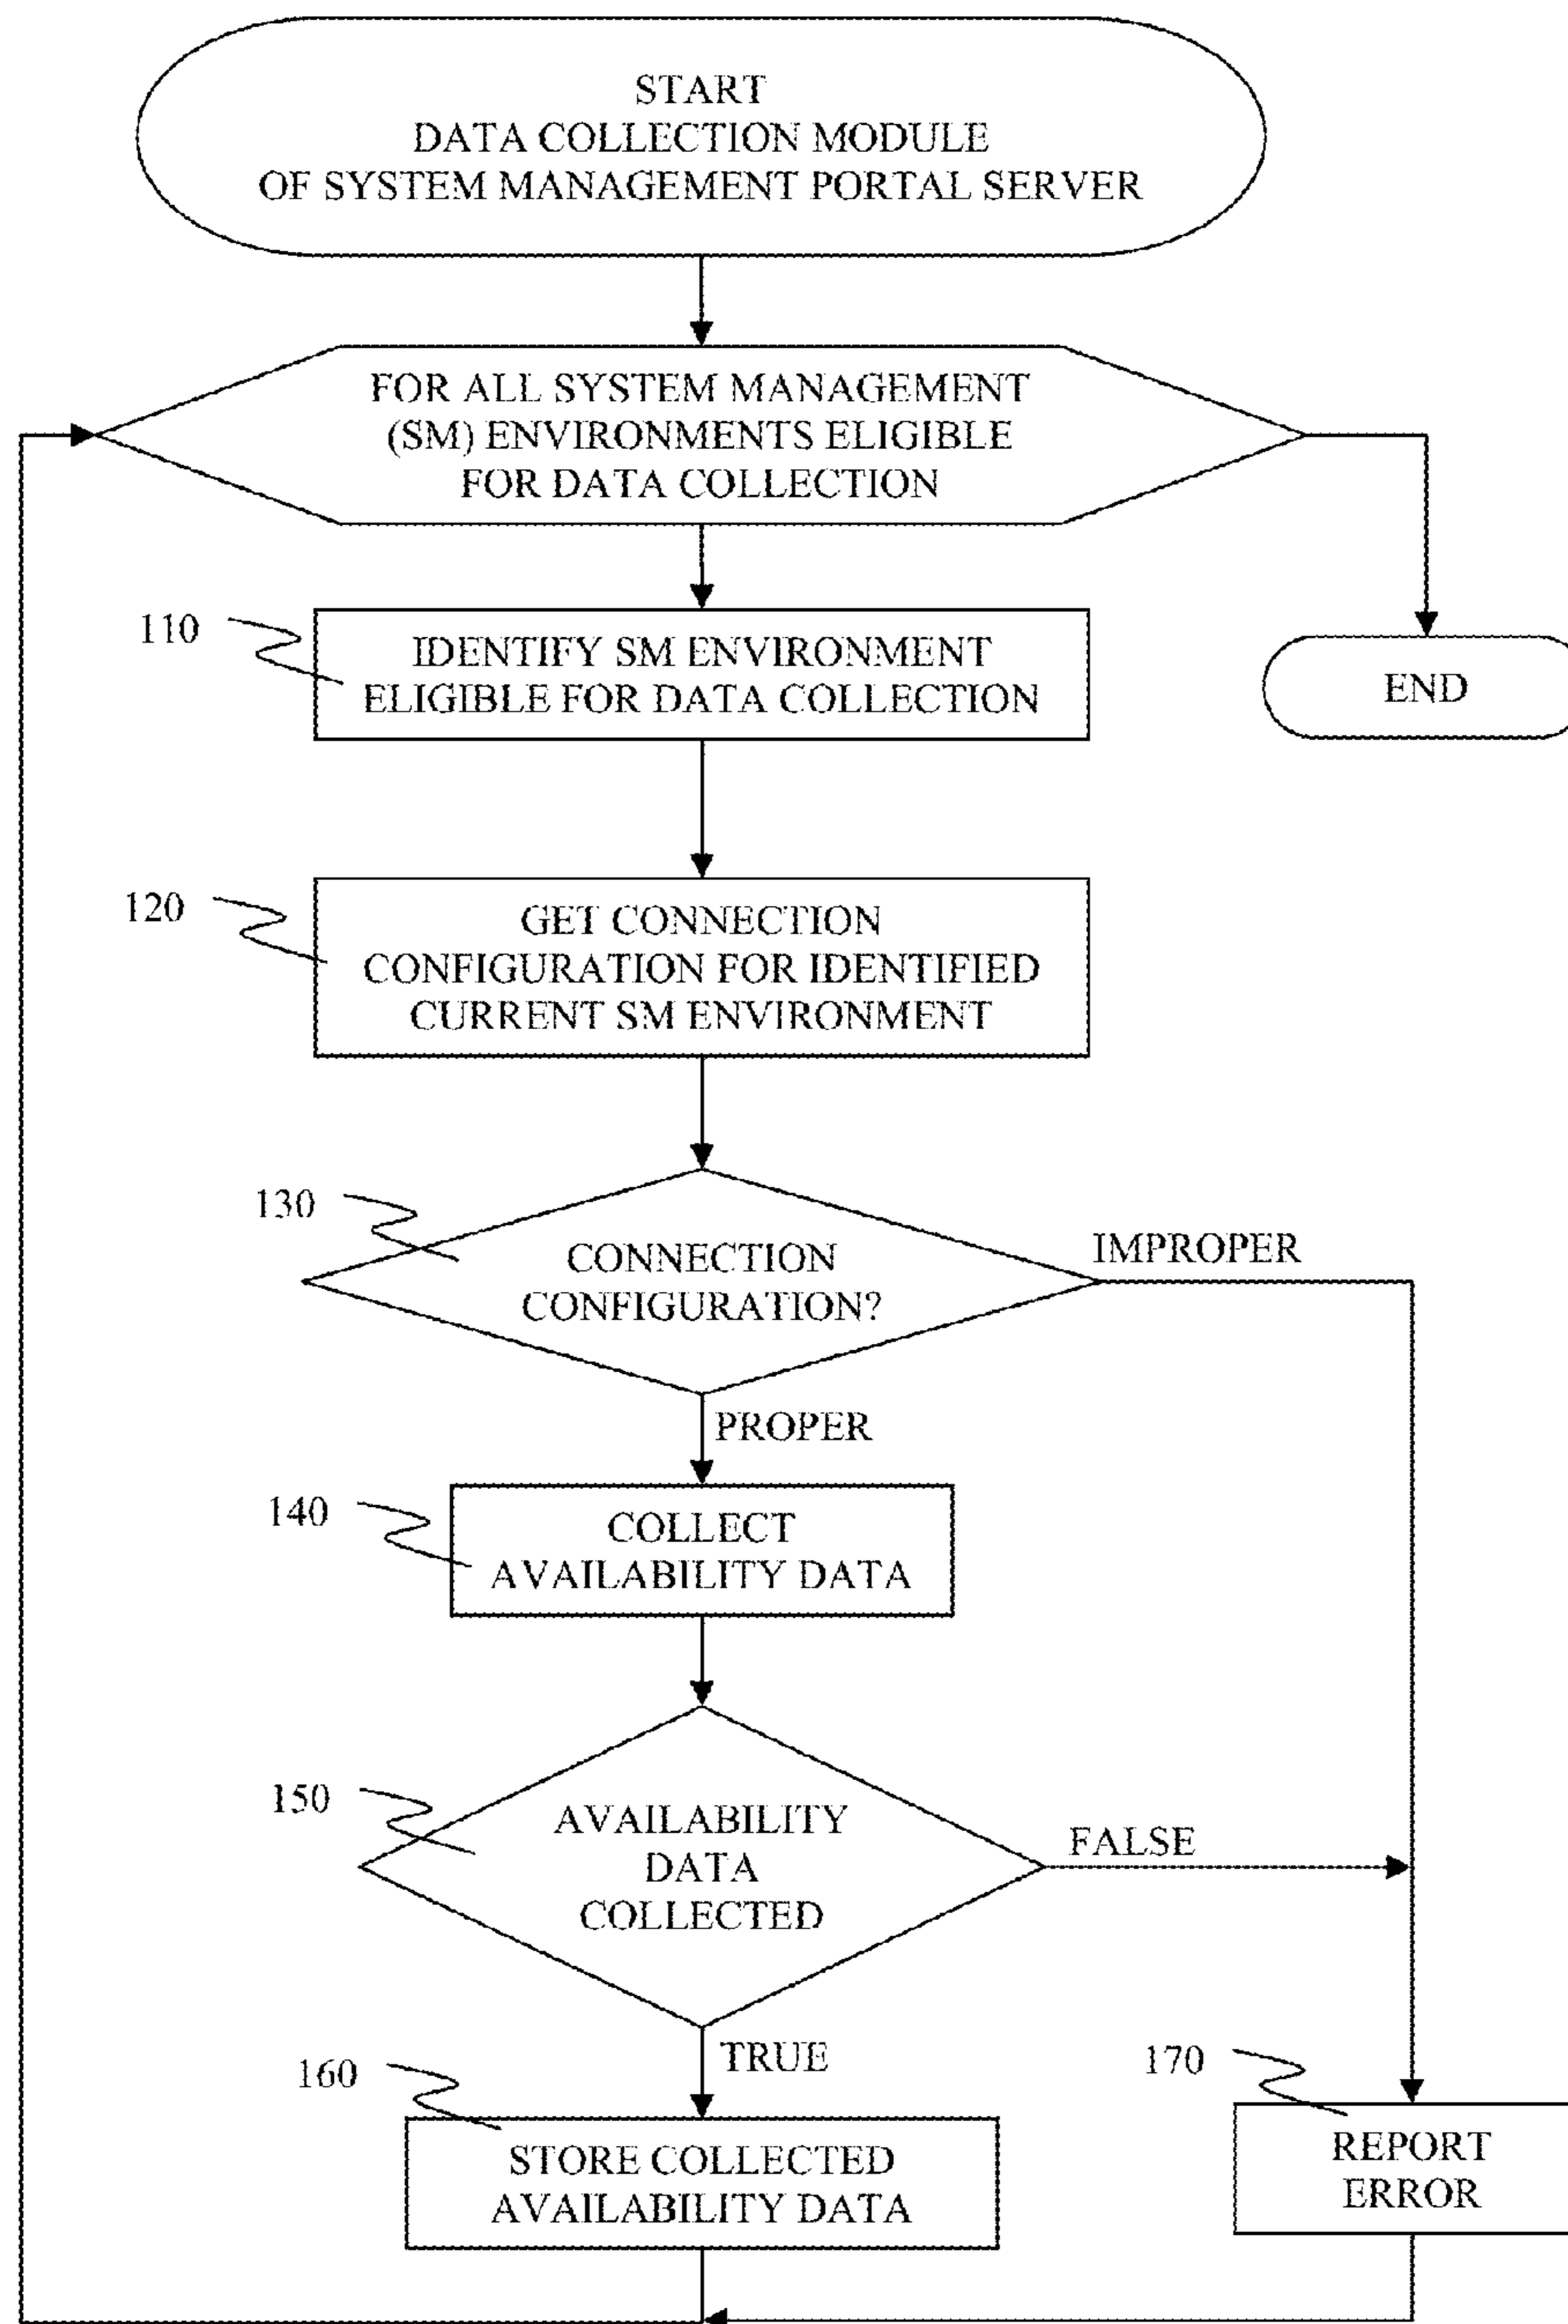 START
DATA COLLECTION MODULE
OF SYSTEM MANAGEMENT PORTAL SERVER
FOR ALL SYSTEM MANAGEMENT
(SM) ENVIRONMENTS ELIGIBLE
FOR DATA COLLECTION
110
IDENTIFY SM ENVIRONMENT
ELIGIBLE FOR DATA COLLECTION
END
120
GET CONNECTION
CONFIGURATION FOR IDENTIFIED
CURRENT SM ENVIRONMENT
130
CONNECTION
CONFIGURATION?
IMPROPER
PROPER
140
COLLECT
AVAILABILITY DATA
150
AVAILABILITY
DATA
COLLECTED
FALSE
TRUE
160
STORE COLLECTED
AVAILABILITY DATA
170
REPORT
ERROR